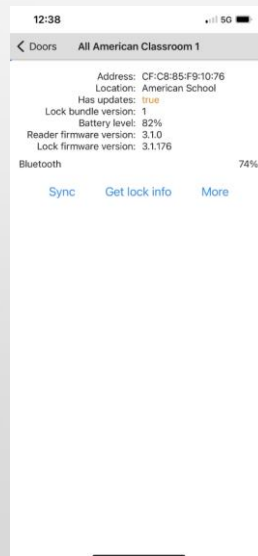 12:38 5G
Doors All American Classroom 1
Address: CF:C8:85:F9:10:76
Location: American School
Has updates: true
Lock bundle version: 1
Battery level: 82%
Reader firmware version: 3.1.0
Lock firmware version: 3.1.176
Bluetooth 74%
Sync Get lock info More